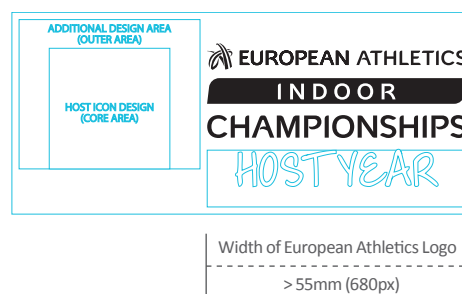 ADDITIONAL DESIGN AREA
(OUTER AREA)
HOST ICON DESIGN
(CORE AREA)
EUROPEAN ATHLETICS
INDOOR
CHAMPIONSHIPS
HOST YEAR
Width of European Athletics Logo
> 55mm (680px)